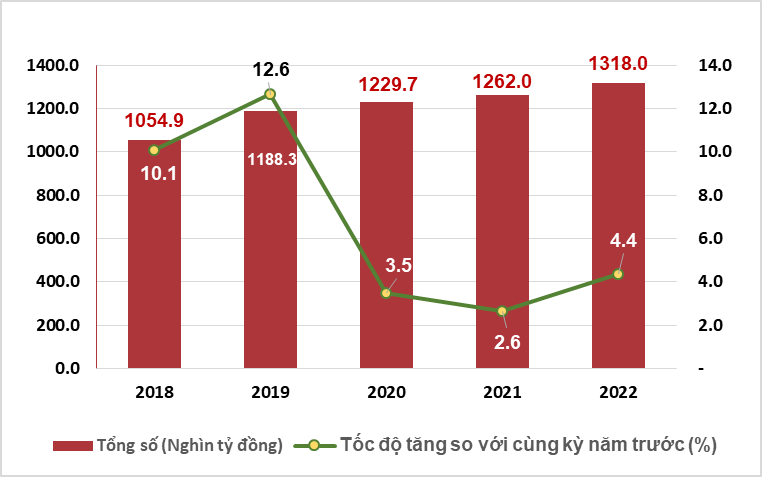 12.6
1400.0 1054.9 1229.7 1262.0 1318.0 14.0
1200.0 12.0
1000.0 10.1 1188.3 10.0
800.0 8.0
600.0 6.0
400.0 3.5 4.4 4.0
200.0 2.6 2.0
0.0 -
2018 2019 2020 2021 2022
Tổng số (Nghìn tỷ đồng) Tốc độ tăng so với cùng kỳ năm trước (%)